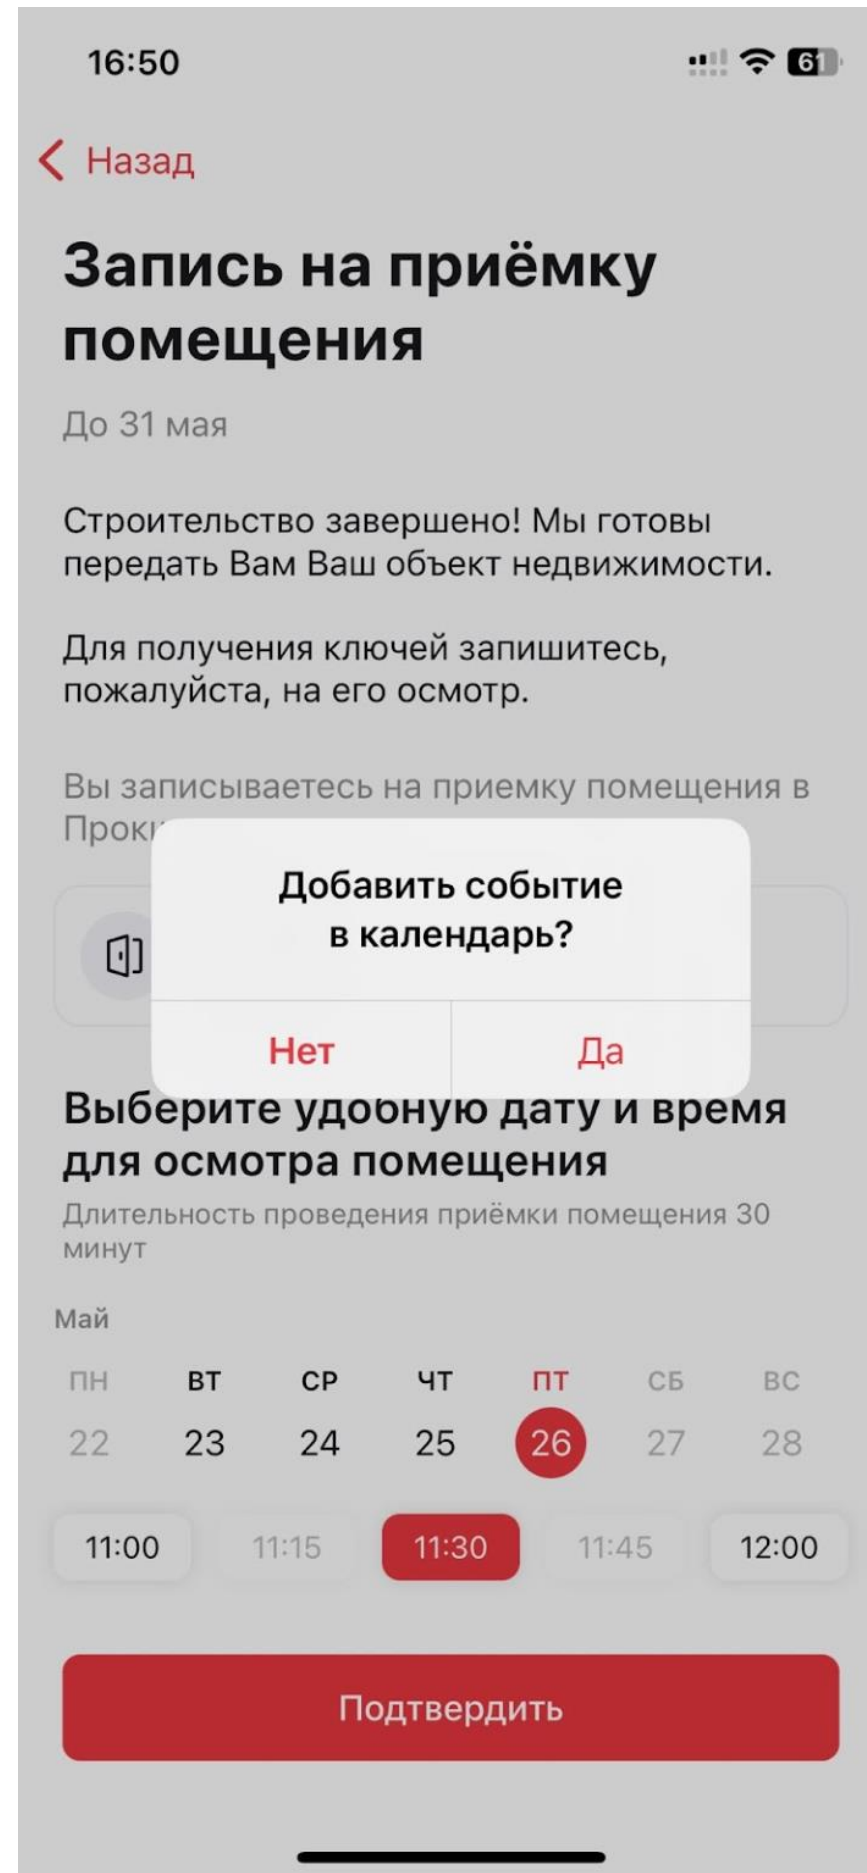 16:50
61
Назад
Запись на приёмку
помещения
До 31 мая
Строительство завершено! Мы готовы
передать Вам Ваш объект недвижимости.
Для получения ключей запишитесь,
пожалуйста, на его осмотр.
Вы записываетесь на приемку помещения в
Добавить событие
в календарь?
Нет
Да
Выберите удобную дату и время
для осмотра помещения
Длительность проведения приёмки помещения 30
минут
Май
ПН ВТ СР ЧТ ПТ СБ ВС
22 23 24 25 26 27 28
11:00 11:15 11:30 11:45 12:00
Подтвердить